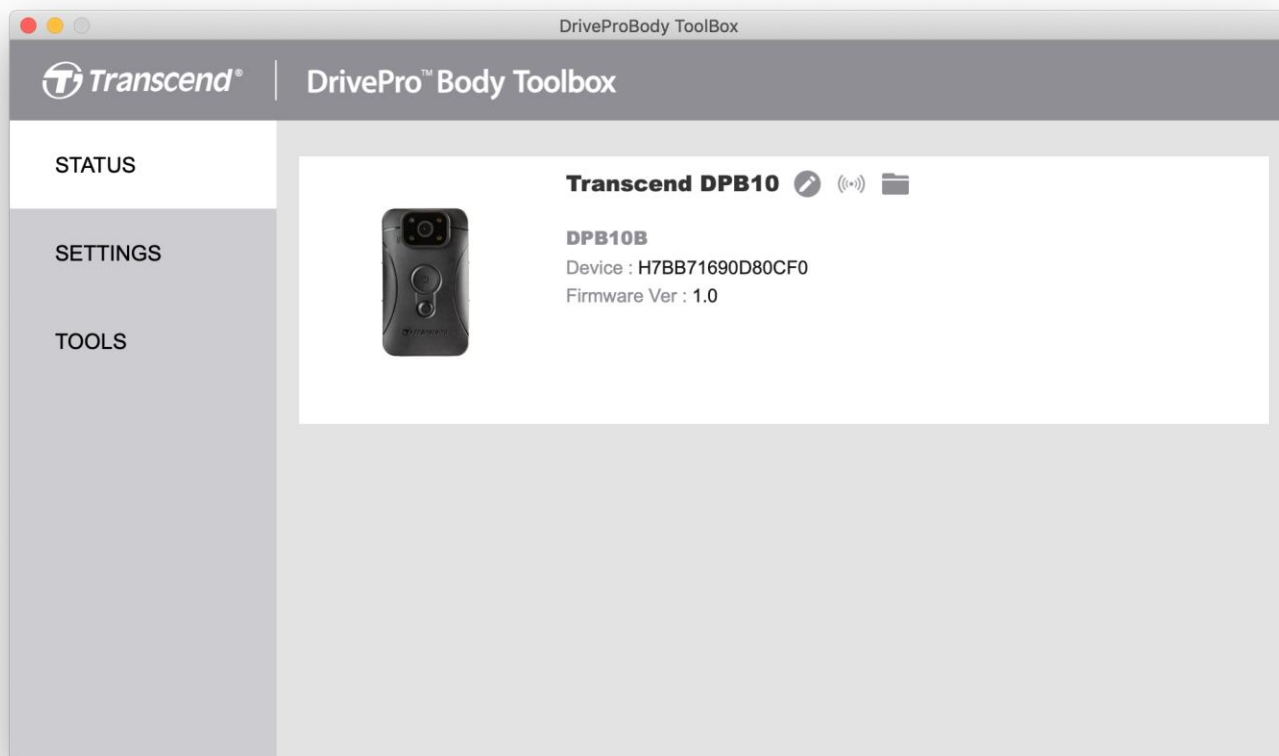 DriveProBody ToolBox
Transcend®
DrivePro™ Body Toolbox
STATUS
SETTINGS
TOOLS
Transcend DPB10
DPB10B
Device : H7BB71690D80CF0
Firmware Ver : 1.0